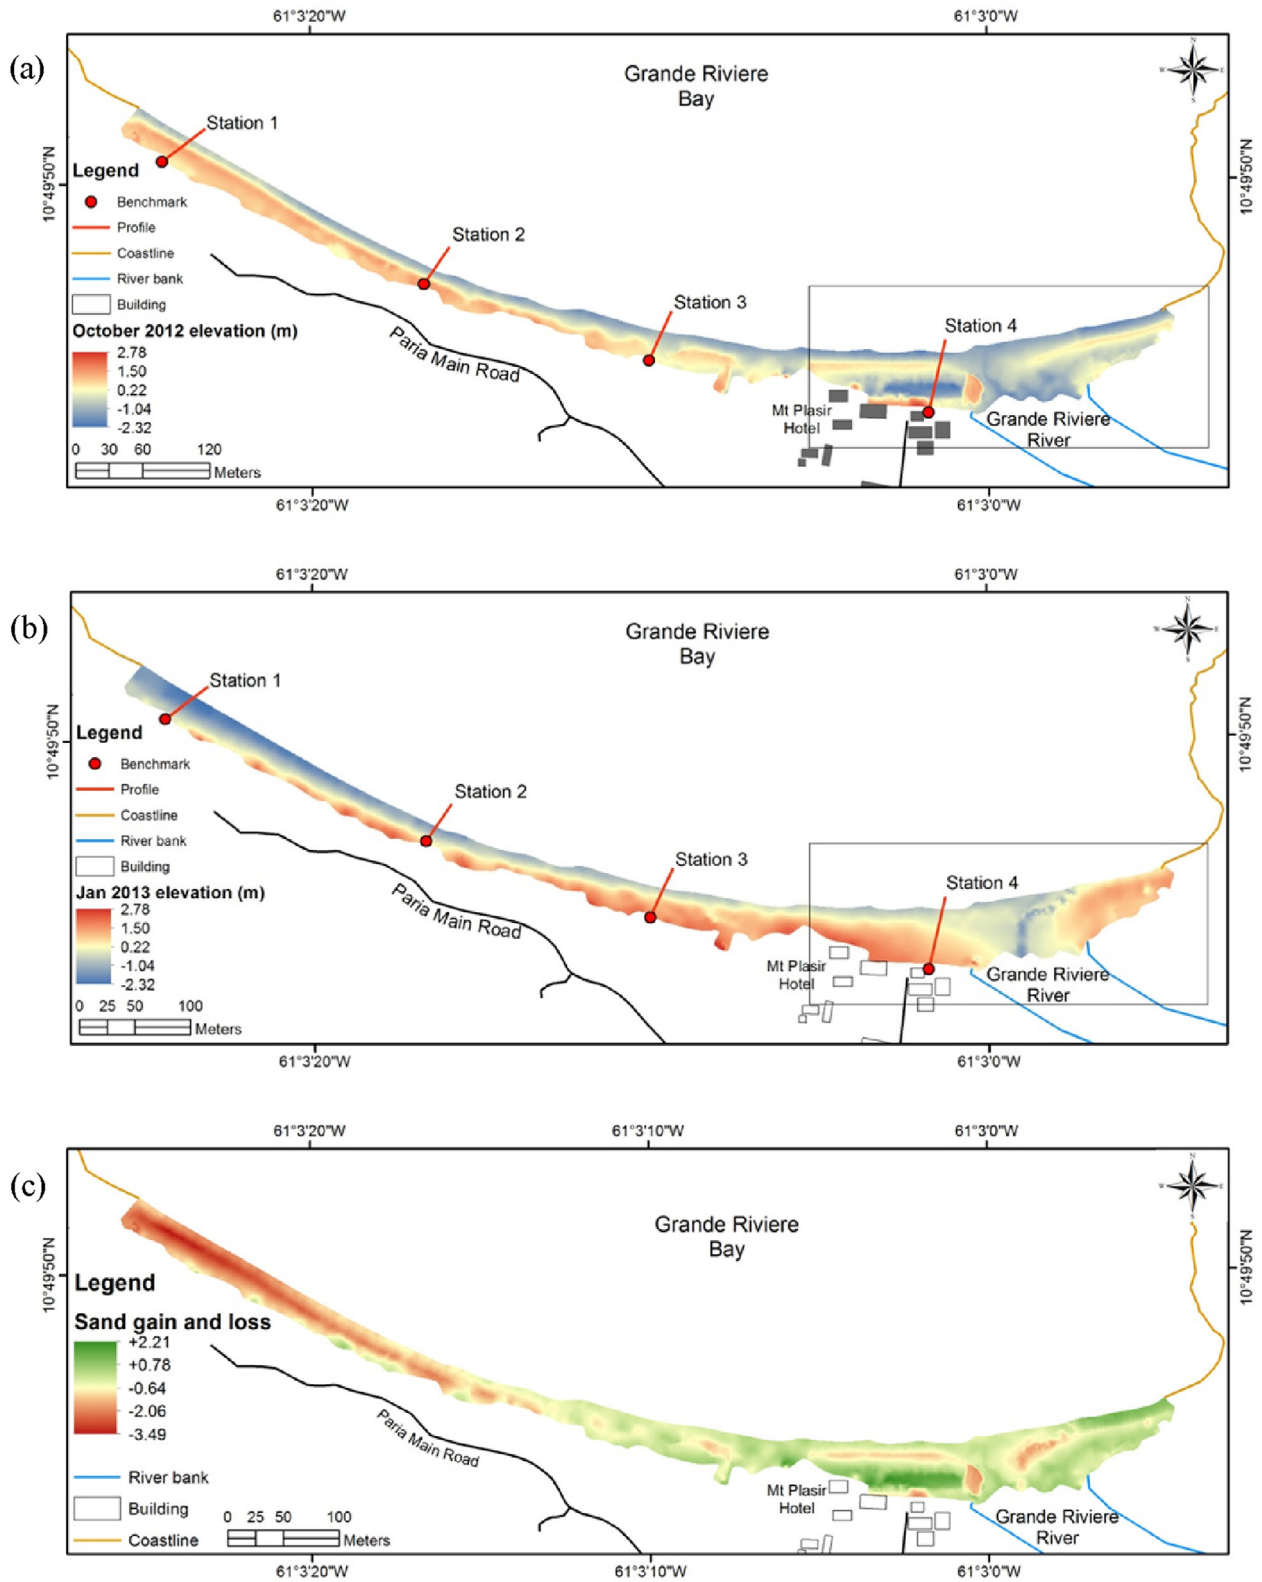 61°3'20"W
61°3'0"W
(a)
Grande Riviere
Bay
N
W
E
S
Station 1
10°49'50"N
10°49'50"N
Legend
Benchmark
Profile
Coastline
River bank
Building
Station 2
Station 3
Station 4
October 2012 elevation (m)
2.78
1.50
0.22
-1.04
-2.32
0 30 60 120
Meters
Paria Main Road
Mt Plasir
Hotel
Grande Riviere
River
61°3'20"W
61°3'0"W
61°3'20"W
61°3'0"W
(b)
Grande Riviere
Bay
N
W
E
S
Station 1
10°49'50"N
10°49'50"N
Legend
Benchmark
Profile
Coastline
River bank
Building
Station 2
Station 3
Station 4
Jan 2013 elevation (m)
2.78
1.50
0.22
-1.04
-2.32
0 25 50 100
Meters
Paria Main Road
Mt Plasir
Hotel
Grande Riviere
River
61°3'20"W
61°3'0"W
61°3'20"W
61°3'10"W
61°3'0"W
(c)
N
W
E
S
Grande Riviere
Bay
10°49'50"N
10°49'50"N
Legend
Sand gain and loss
+2.21
+0.78
-0.64
-2.06
-3.49
Paria Main Road
River bank
Building
Coastline
0 25 50 100
Meters
Mt Plasir
Hotel
Grande Riviere
River
61°3'20"W
61°3'10"W
61°3'0"W